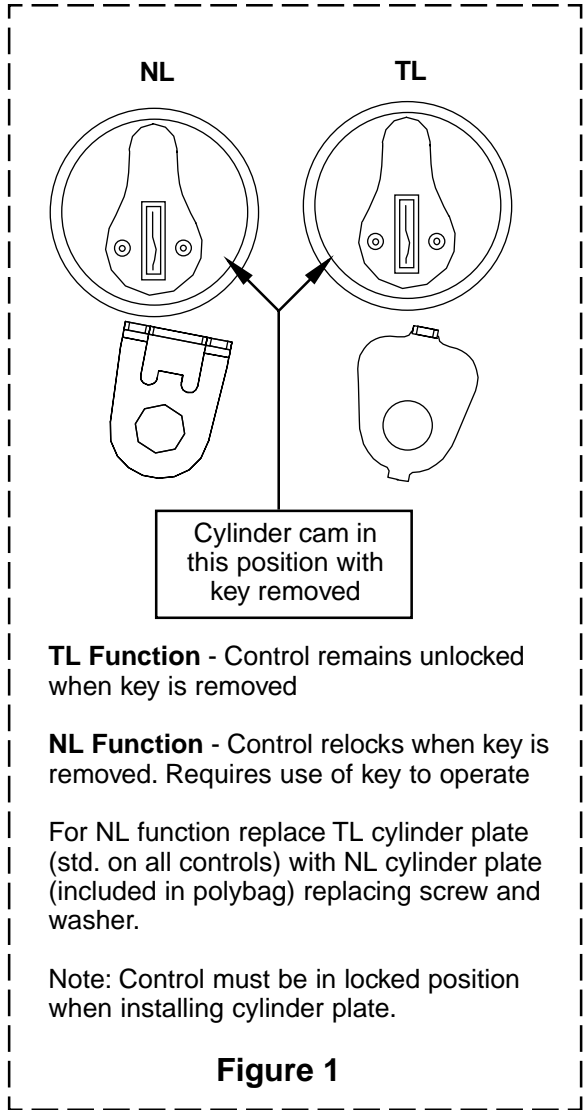 NL TL
Cylinder cam in
this position with
key removed
TL Function - Control remains unlocked
when key is removed
NL Function - Control relocks when key is
removed. Requires use of key to operate
For NL function replace TL cylinder plate
(std. on all controls) with NL cylinder plate
(included in polybag) replacing screw and
washer.
Note: Control must be in locked position
when installing cylinder plate.
Figure 1